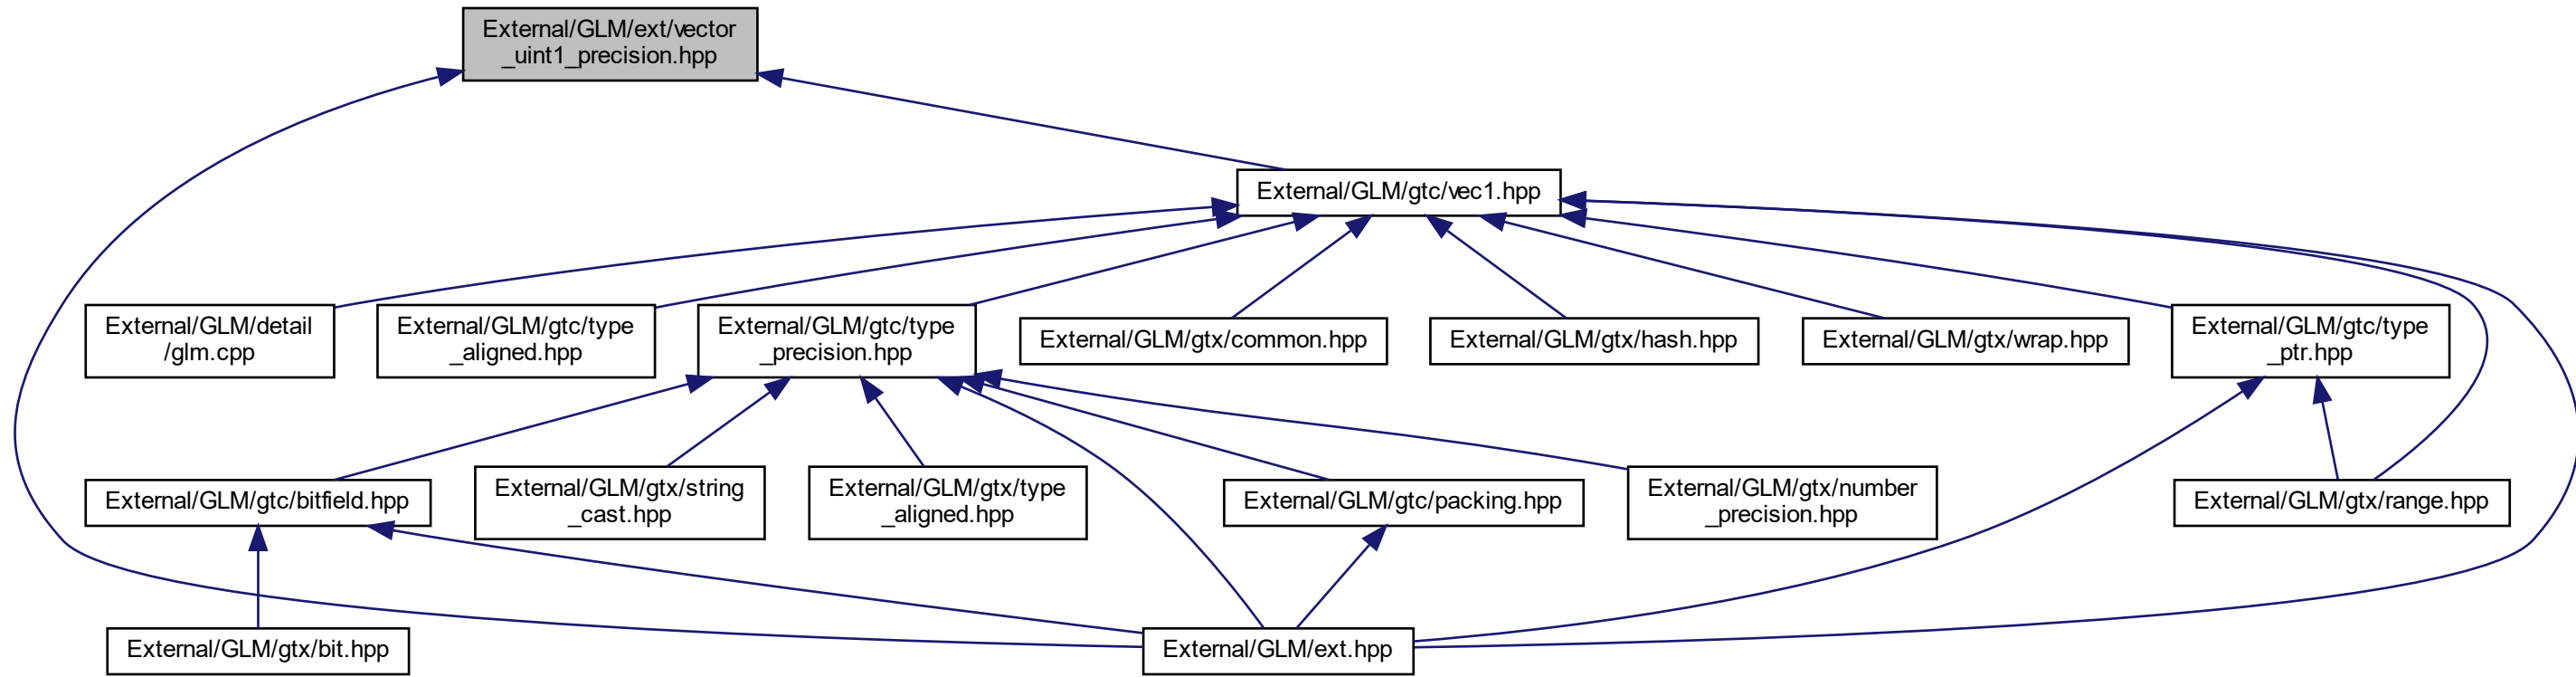 External/GLM/ext/vector
_uint1_precision.hpp
External/GLM/gtc/vec1.hpp
External/GLM/detail
/glm.cpp
External/GLM/gtc/type
_aligned.hpp
External/GLM/gtc/type
_precision.hpp
External/GLM/gtx/common.hpp
External/GLM/gtx/hash.hpp
External/GLM/gtx/wrap.hpp
External/GLM/gtc/type
_ptr.hpp
External/GLM/gtc/bitfield.hpp
External/GLM/gtx/string
_cast.hpp
External/GLM/gtx/type
_aligned.hpp
External/GLM/gtc/packing.hpp
External/GLM/gtx/number
_precision.hpp
External/GLM/gtx/range.hpp
External/GLM/gtx/bit.hpp
External/GLM/ext.hpp